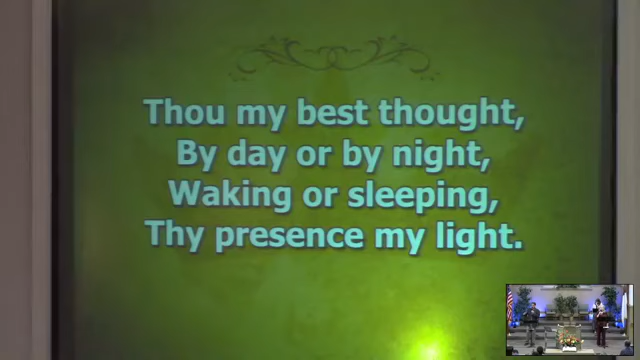 Thou my best thought,
By day or by night,
Waking or sleeping,
Thy presence my light.